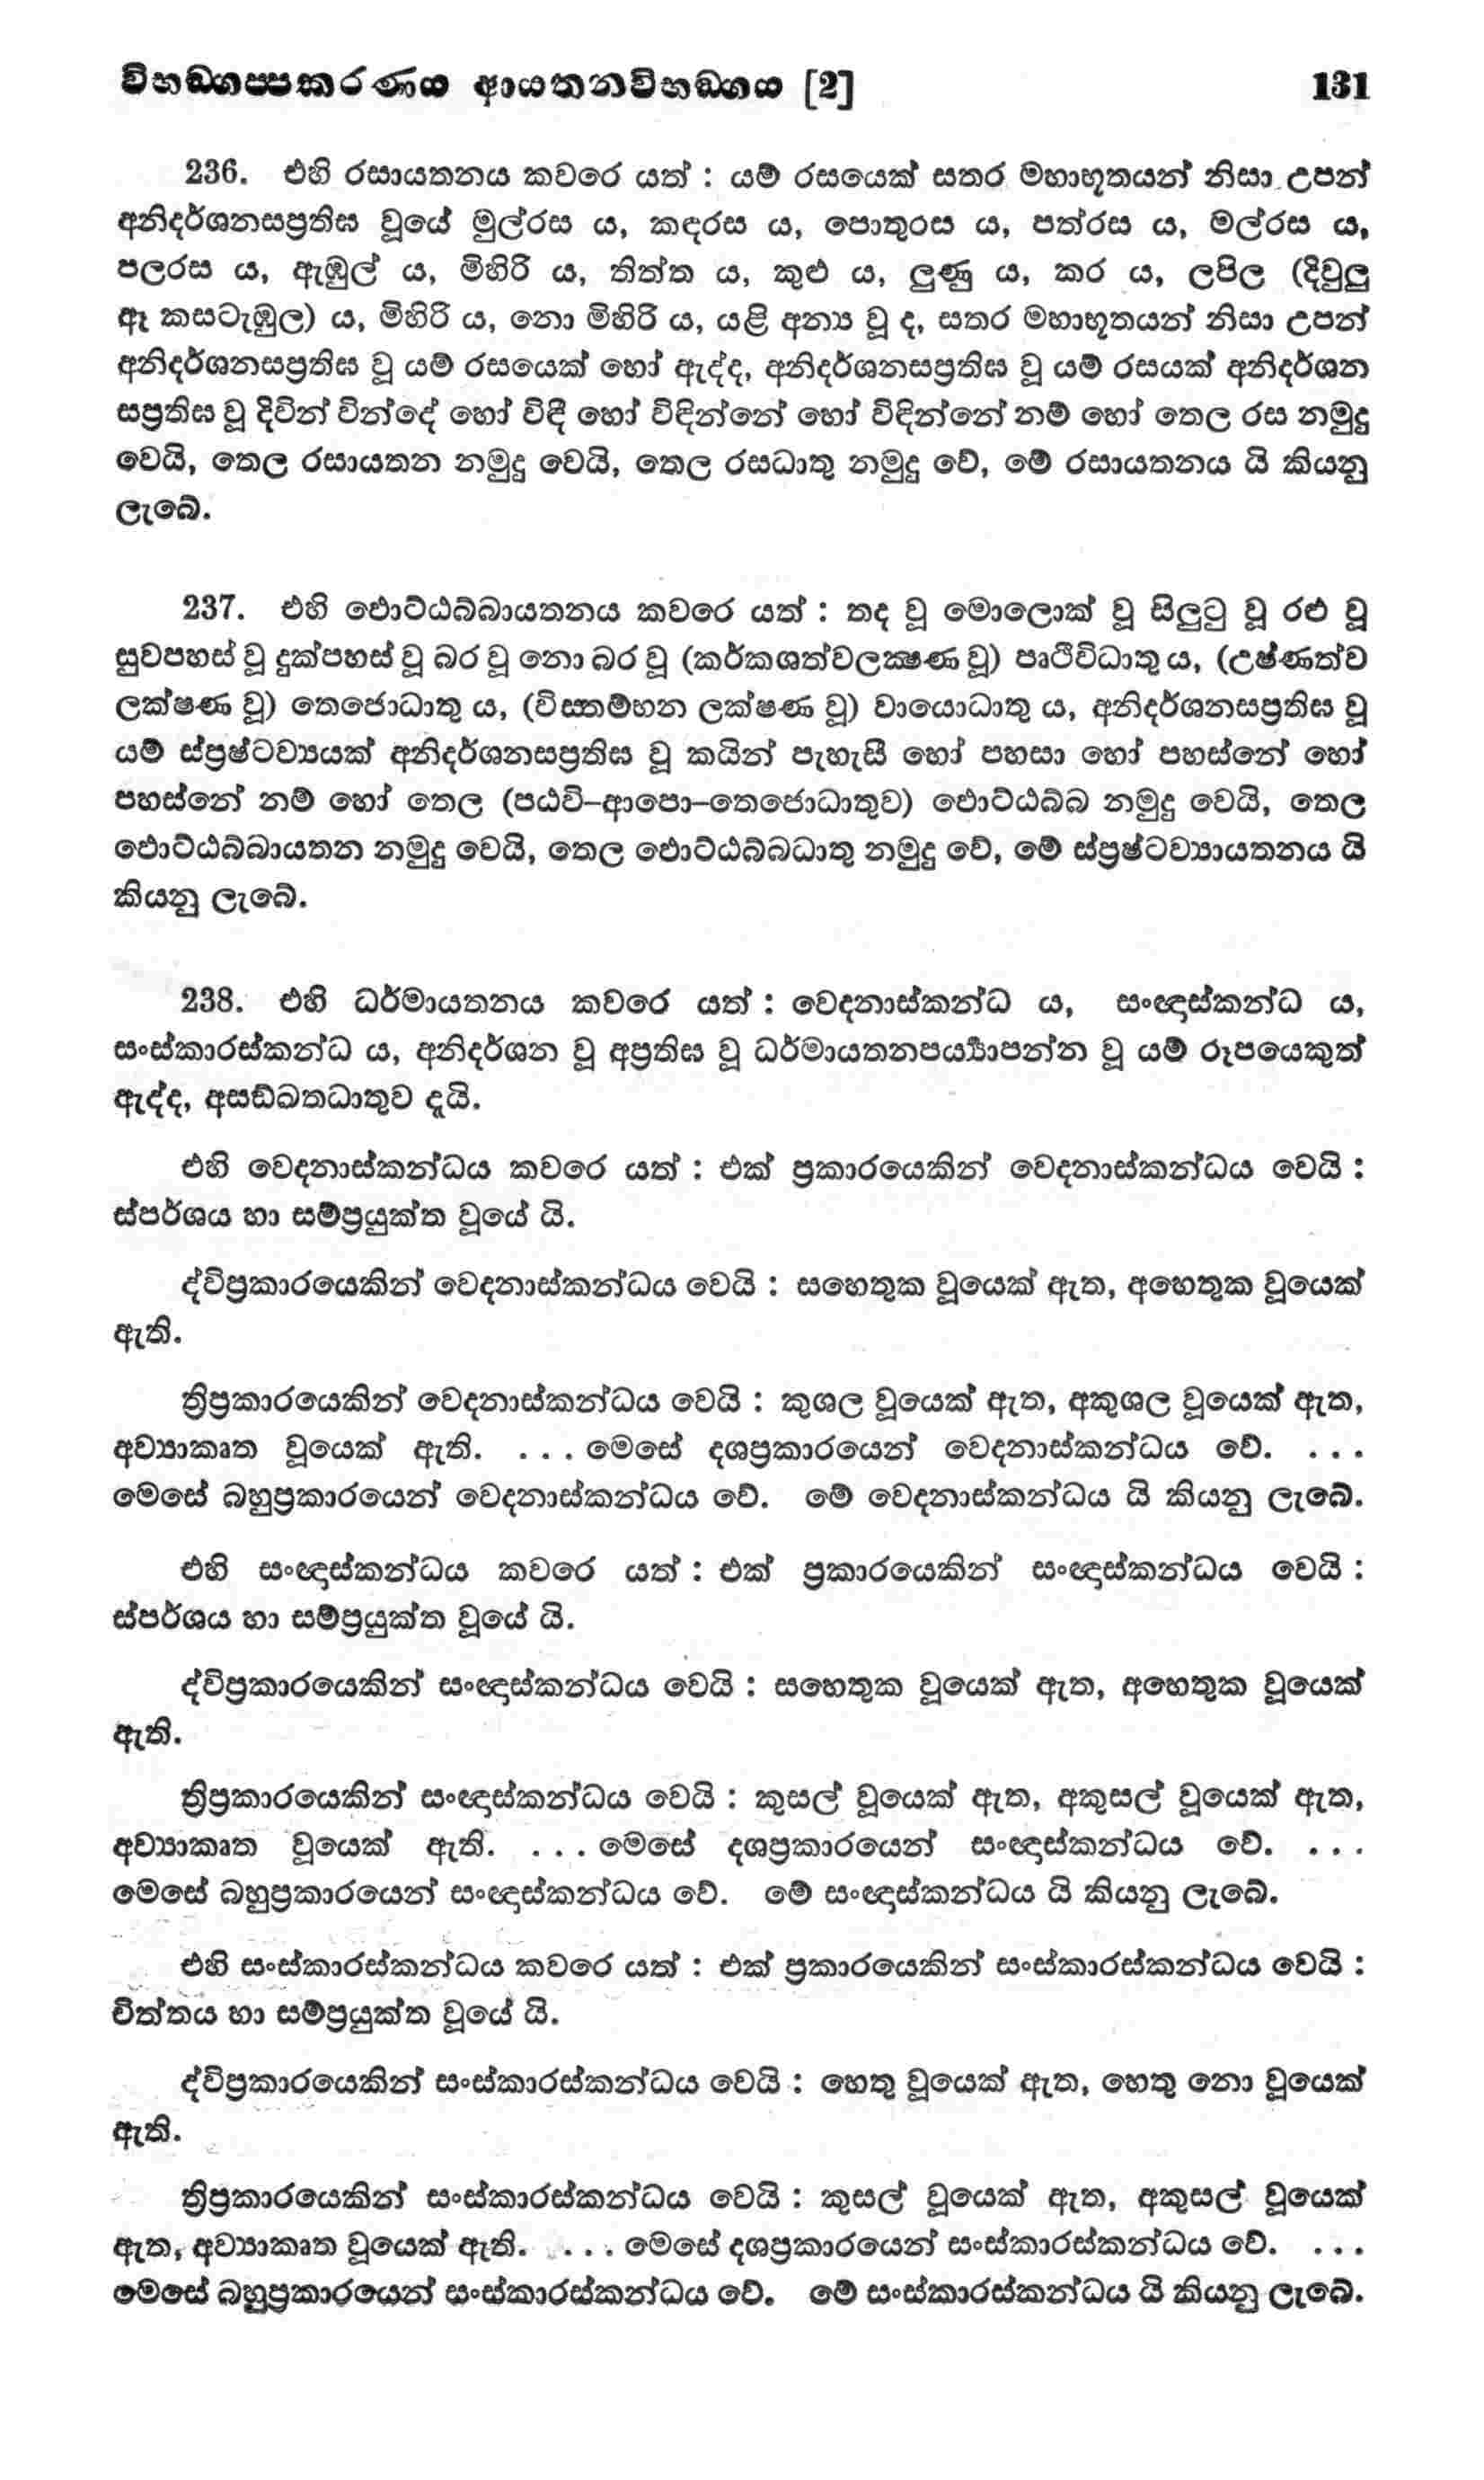 විභඞ්ගප්පකරණය ආයතනවිභඞ්ගය [2] 131
236. එහි රසායතනය කවරෙ යත් : යම් රසයෙක් සතර මහාභූතයන් නිසා උපන්
අනිදර්ශනසප්‍රතිඝ වූයේ මුල්රස ය, කඳරස ය, පොතුරස ය, පත්රස ය, මල්රස ය,
පලරස ය, ඇඹුල් ය, මිහිරි ය, තිත්ත ය, කුළු ය, ලුණු ය, කර ය, ලපිල (දිවුලු
ඈ කසටැඹුල) ය, මිහිරි ය, නො මිහිරි ය, යළි අන්‍ය වූ ද, සතර මහාභූතයන් නිසා උපන්
අනිදර්ශනසප්‍රතිඝ වූ යම් රසයෙක් හෝ ඇද්ද, අනිදර්ශනසප්‍රතිඝ වූ යම් රසයක් අනිදර්ශන
සප්‍රතිඝ වූ දිවින් වින්දේ හෝ විඳී හෝ විඳින්නේ හෝ විඳින්නේ නම් හෝ තෙල රස නමුදු
වෙයි, තෙල රසායතන නමුදු වෙයි, තෙල රසධාතු නමුදු වේ, මේ රසායතනය යි කියනු
ලැබේ.
237. එහි ඵොට්ඨබ්බායතනය කවරෙ යත් : තද වූ මොලොක් වූ සිලුටු වූ රළු වූ
සුවපහස් වූ දුක්පහස් වූ බර වූ නො බර වූ (කර්කශත්වලක්‍ෂණ වූ) පෘථිවිධාතු ය, (උෂ්ණත්ව
ලක්ෂණ වූ) තෙජොධාතු ය, (විස්තම්භන ලක්ෂණ වූ) වායොධාතු ය, අනිදර්ශනසප්‍රතිඝ වූ
යම් ස්ප්‍රෂ්ටව්‍යයක් අනිදර්ශනසප්‍රතිඝ වූ කයින් පැහැසී හෝ පහසා හෝ පහස්නේ හෝ
පහස්නේ නම් හෝ තෙල (පඨවි–ආපො–තෙජොධාතුව) ඵොට්ඨබ්බ නමුදු වෙයි, තෙල
ඵොට්ඨබ්බායතන නමුදු වෙයි, තෙල ඵොට්ඨබ්බධාතු නමුදු වේ, මේ ස්ප්‍රෂ්ටව්‍යායතනය යි
කියනු ලැබේ.
238. එහි ධර්මායතනය කවරෙ යත් : වෙදනාස්කන්ධ ය, සංඥාස්කන්ධ ය,
සංස්කාරස්කන්ධ ය, අනිදර්ශන වූ අප්‍රතිඝ වූ ධර්මායතනපර්‍ය්‍යාපන්න වූ යම් රූපයෙකුත්
ඇද්ද, අසඞ්ඛතධාතුව දැයි.
එහි වෙදනාස්කන්ධය කවරෙ යත් : එක් ප්‍රකාරයෙකින් වෙදනාස්කන්ධය වෙයි :
ස්පර්ශය හා සම්ප්‍රයුක්ත වූයේ යි.
ද්විප්‍රකාරයෙකින් වෙදනාස්කන්ධය වෙයි : සහෙතුක වූයෙක් ඇත, අහෙතුක වූයෙක්
ඇති.
ත්‍රිප්‍රකාරයෙකින් වෙදනාස්කන්ධය වෙයි : කුශල වූයෙක් ඇත, අකුශල වූයෙක් ඇත,
අව්‍යාකෘත වූයෙක් ඇති. ... මෙසේ දශප්‍රකාරයෙන් වෙදනාස්කන්ධය වේ. ...
මෙසේ බහුප්‍රකාරයෙන් වෙදනාස්කන්ධය වේ. මේ වෙදනාස්කන්ධය යි කියනු ලැබේ.
එහි සංඥාස්කන්ධය කවරෙ යත් : එක් ප්‍රකාරයෙකින් සංඥාස්කන්ධය වෙයි :
ස්පර්ශය හා සම්ප්‍රයුක්ත වූයේ යි.
ද්විප්‍රකාරයෙකින් සංඥාස්කන්ධය වෙයි : සහෙතුක වූයෙක් ඇත, අහෙතුක වූයෙක්
ඇති.
ත්‍රිප්‍රකාරයෙකින් සංඥාස්කන්ධය වෙයි : කුසල් වූයෙක් ඇත, අකුසල් වූයෙක් ඇත,
අව්‍යාකෘත වූයෙක් ඇති. ... මෙසේ දශප්‍රකාරයෙන් සංඥාස්කන්ධය වේ. ...
මෙසේ බහුප්‍රකාරයෙන් සංඥාස්කන්ධය වේ. මේ සංඥාස්කන්ධය යි කියනු ලැබේ.
එහි සංස්කාරස්කන්ධය කවරෙ යත් : එක් ප්‍රකාරයෙකින් සංස්කාරස්කන්ධය වෙයි :
චිත්තය හා සම්ප්‍රයුක්ත වූයේ යි.
ද්විප්‍රකාරයෙකින් සංස්කාරස්කන්ධය වෙයි : හෙතු වූයෙක් ඇත, හෙතු නො වූයෙක්
ඇති.
ත්‍රිප්‍රකාරයෙකින් සංස්කාරස්කන්ධය වෙයි : කුසල් වූයෙක් ඇත, අකුසල් වූයෙක්
ඇත, අව්‍යාකෘත වූයෙක් ඇති. ... මෙසේ දශප්‍රකාරයෙන් සංස්කාරස්කන්ධය වේ. ...
මෙසේ බහුප්‍රකාරයෙන් සංස්කාරස්කන්ධය වේ. මේ සංස්කාරස්කන්ධය යි කියනු ලැබේ.